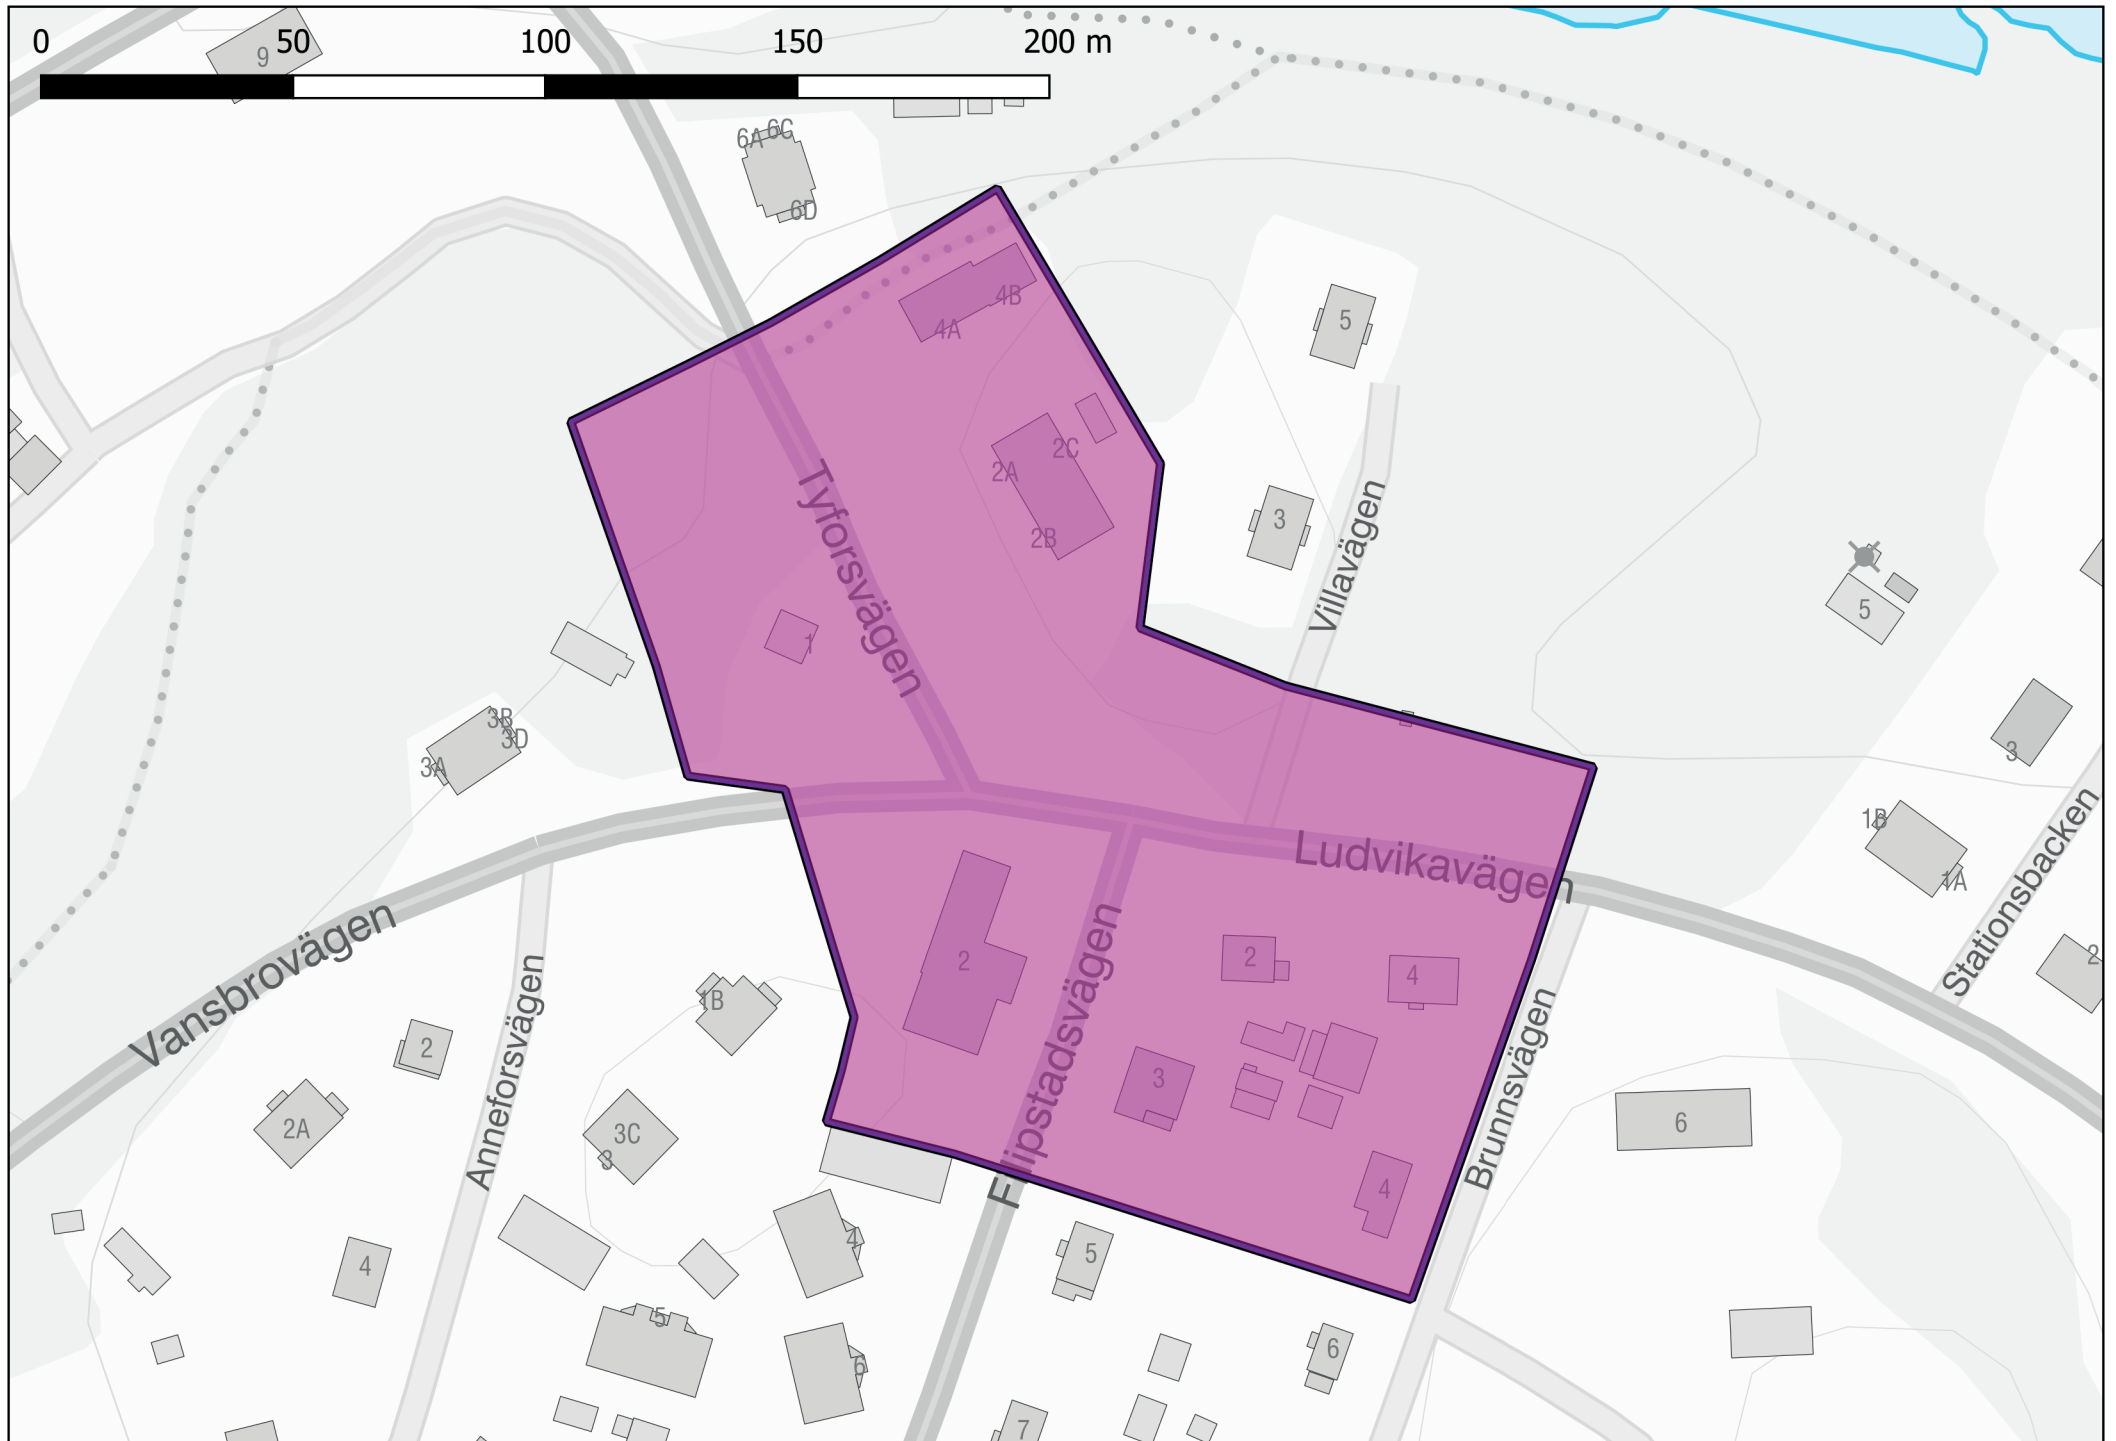 0 50 100 150 200 m
9
6A 6C
6D
4B
4A
5
2C
2A
2B
3
Tyforsvägen
Villavägen
1
5
3B
3D
3A
3
1B
1A
Ludvikavägen
Vansbrovägen
Stationsbacken
2
2
2
4
1B
Filipstadsvägen
Anneforsvägen
Brunnsvägen
2
2A
3C
3
3
6
4
4
5
4
5
6
6
7